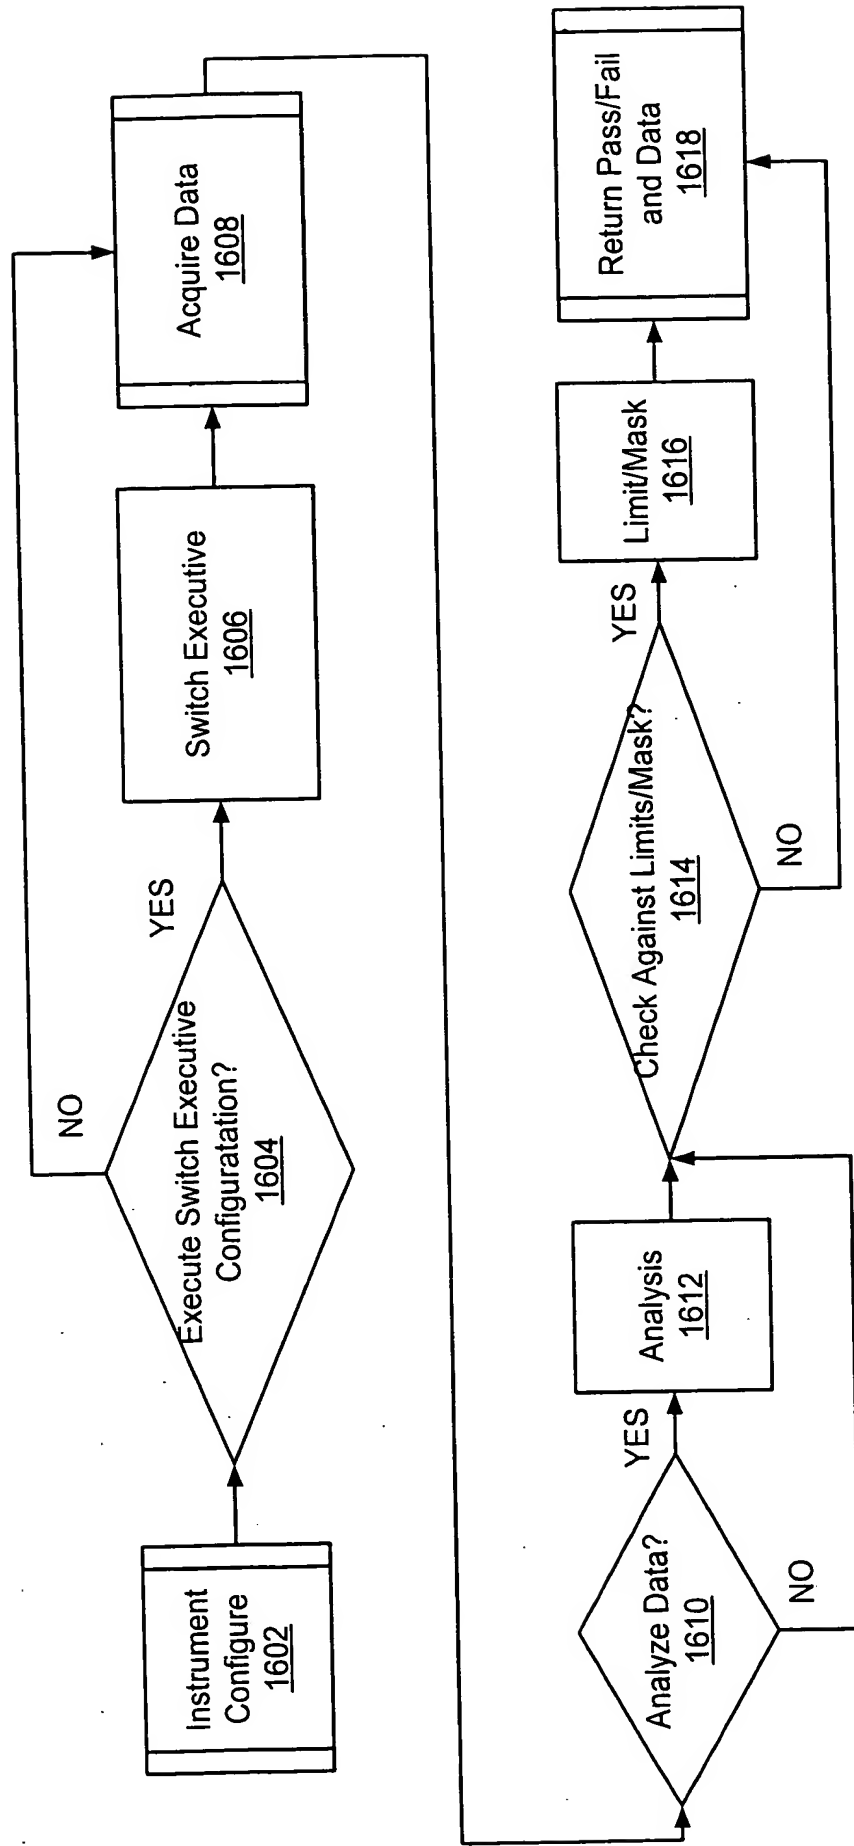 Instrument
Configure
1602
Execute Switch Executive
Configuratation?
1604
NO
YES
Switch Executive
1606
Acquire Data
1608
Analyze Data?
1610
YES
NO
Analysis
1612
Check Against Limits/Mask?
1614
YES
NO
Limit/Mask
1616
Return Pass/Fail
and Data
1618